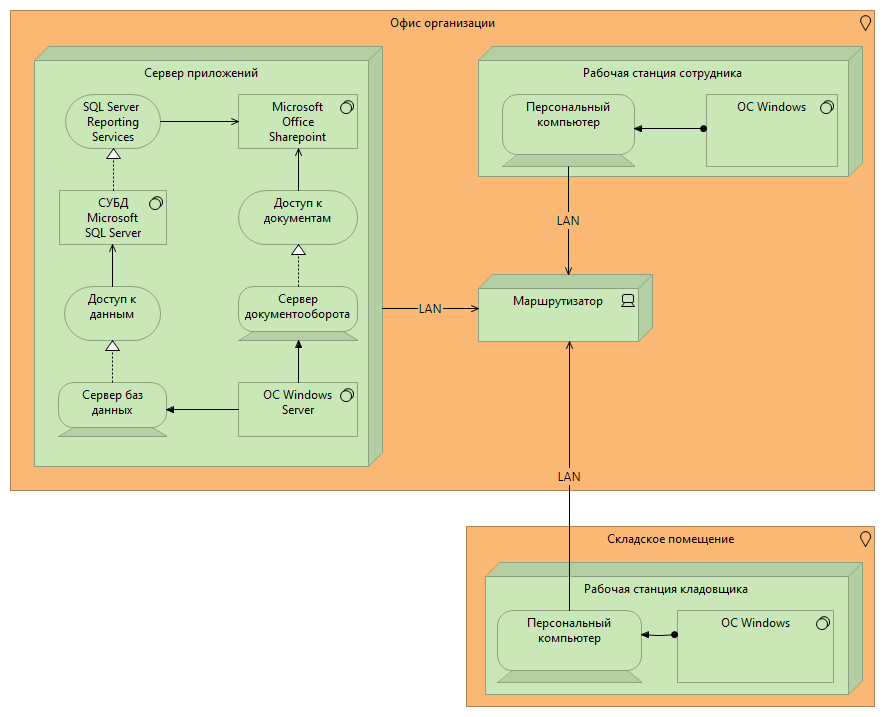 Офис организации
Сервер приложений
SQL Server
Reporting
Services
Microsoft
Office
Sharepoint
СУБД
Microsoft
SQL Server
Доступ к
документам
Доступ к
данным
Сервер
документооборота
Сервер баз
данных
ОС Windows
Server
LAN
Рабочая станция сотрудника
Персональный
компьютер
ОС Windows
LAN
Маршрутизатор
LAN
Складское помещение
Рабочая станция кладовщика
Персональный
компьютер
ОС Windows